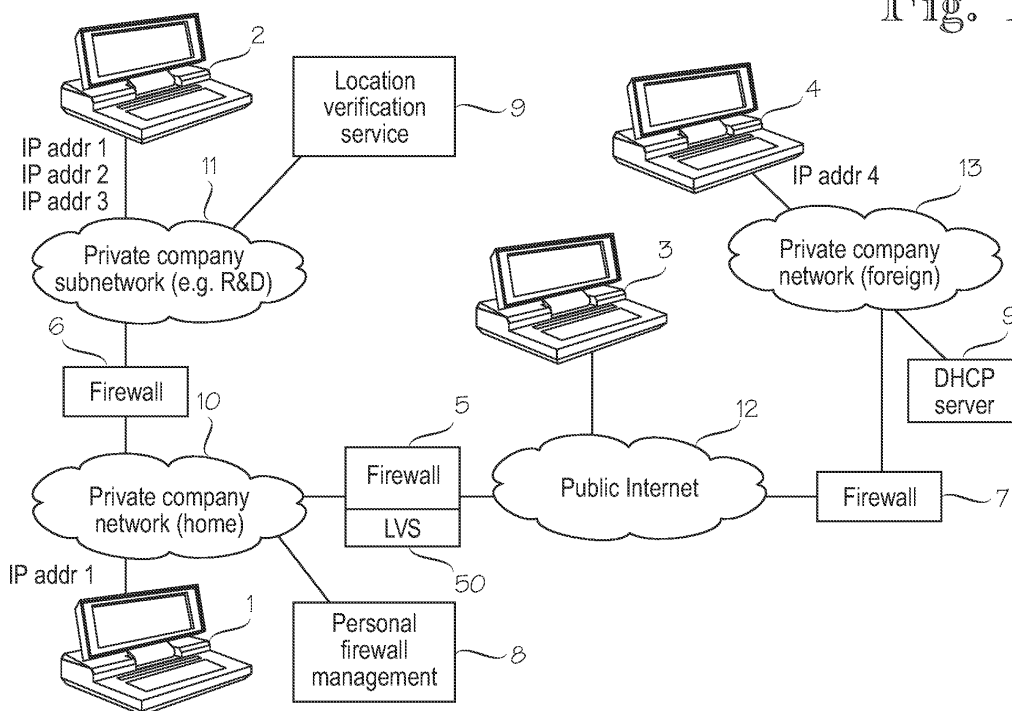 Fig. 1
2
Location
verification
service
9
4
IP addr 1
IP addr 2
IP addr 3
11
IP addr 4
13
Private company
subnetwork (e.g. R&D)
3
Private company
network (foreign)
6
Firewall
9
DHCP
server
10
5
12
Private company
network (home)
Firewall
LVS
50
Public Internet
Firewall
7
IP addr 1
1
Personal
firewall
management
8